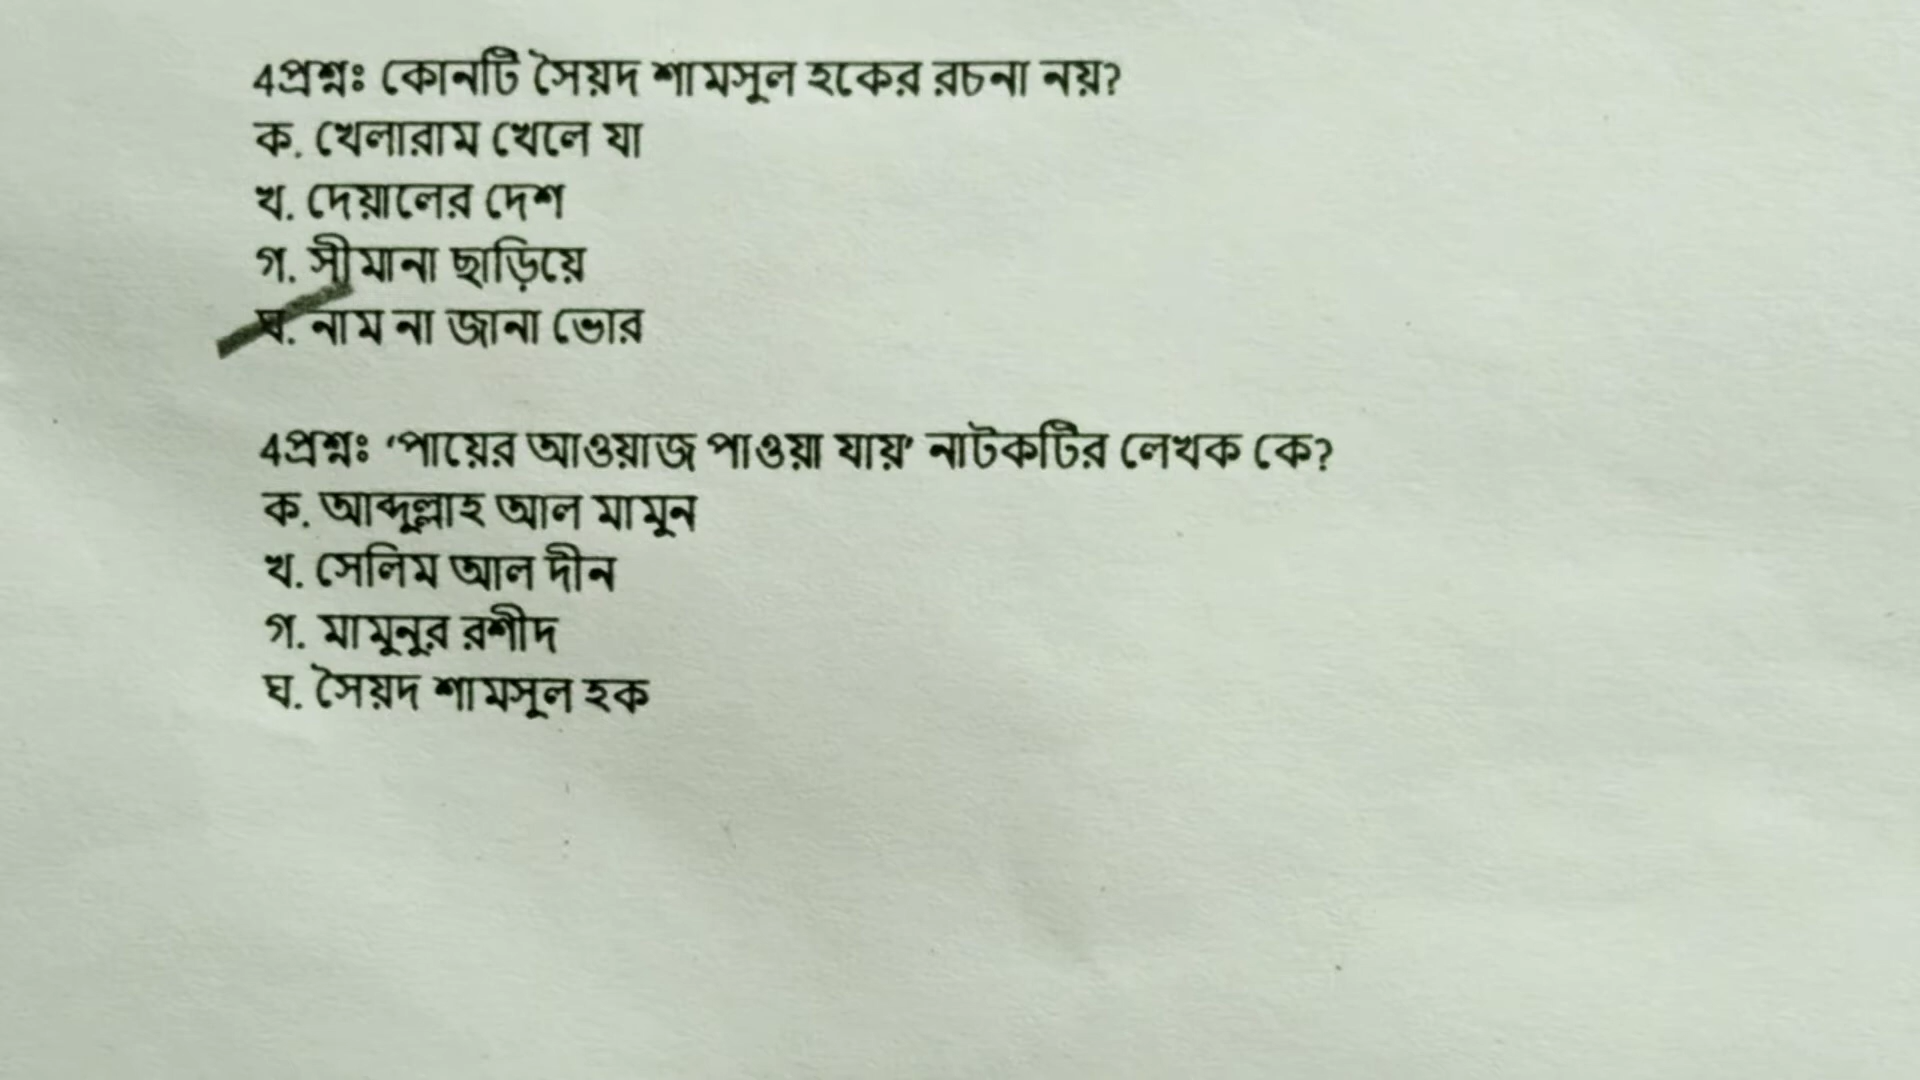 4প্রশ্নঃ কোনটি সৈয়দ শামসুল হকের রচনা নয়?
ক. খেলারাম খেলে যা
খ. দেয়ালের দেশ
গ. সীমানা ছাড়িয়ে
ঘ. নাম না জানা ভোর
4প্রশ্নঃ ‘পায়ের আওয়াজ পাওয়া যায়’ নাটকটির লেখক কে?
ক. আব্দুল্লাহ আল মামুন
খ. সেলিম আল দীন
গ. মামুনুর রশীদ
ঘ. সৈয়দ শামসুল হক